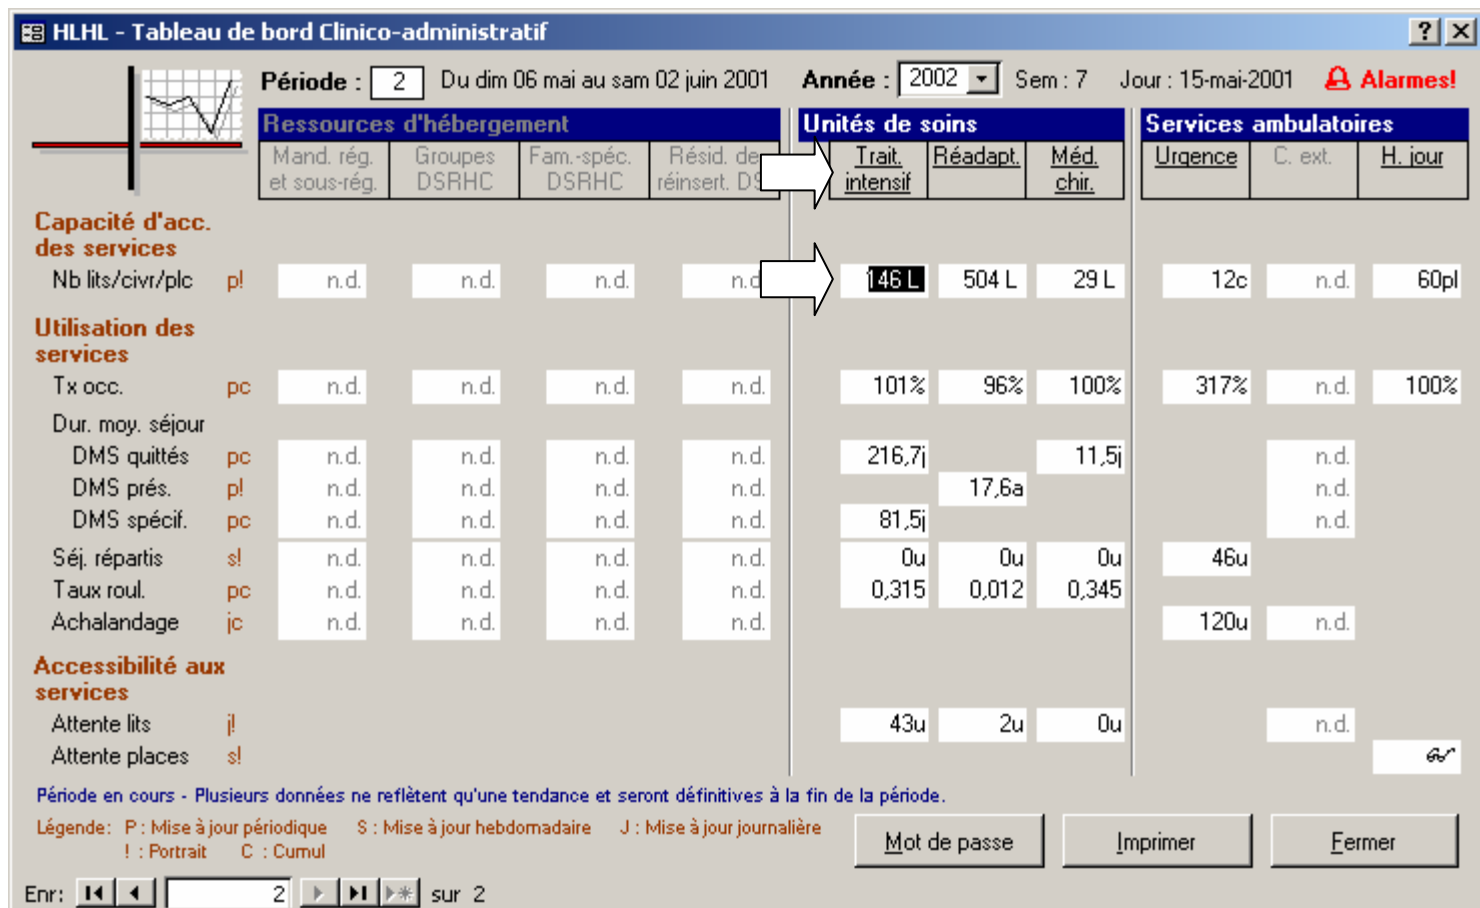 HLHL - Tableau de bord Clinico-administratif
Période : 2 Du dim 06 mai au sam 02 juin 2001 Année : 2002 Sem : 7 Jour : 15-mai-2001 Alarmes!
Ressources d'hébergement Unités de soins Services ambulatoires
Mand. rég. Groupes Fam.-spéc. Résid. de Trait. Réadapt. Méd. Urgence C. ext. H. jour
et sous-rég. DSRHC DSRHC réinsert. intensif chir.
Capacité d'acc.
des services
Nb lits/civr/plc p! n.d. n.d. n.d. n.d 146 L 504 L 29 L 12c n.d. 60pl
Utilisation des
services
Tx occ. pc n.d. n.d. n.d. n.d. 101% 96% 100% 317% n.d. 100%
Dur. moy. séjour
DMS quittés pc n.d. n.d. n.d. n.d. 216,7j 11,5j n.d.
DMS prés. p! n.d. n.d. n.d. n.d. 17,6a n.d.
DMS spécif. pc n.d. n.d. n.d. n.d. 81,5j n.d.
Séj. répartis s! n.d. n.d. n.d. n.d. 0u 0u 0u 46u
Taux roul. pc n.d. n.d. n.d. n.d. 0,315 0,012 0,345
Achalandage jc n.d. n.d. n.d. n.d. 120u n.d.
Accessibilité aux
services
Attente lits j! 43u 2u 0u n.d.
Attente places s!
Période en cours - Plusieurs données ne reflètent qu'une tendance et seront définitives à la fin de la période.
Légende: P : Mise à jour périodique S : Mise à jour hebdomadaire J : Mise à jour journalière
! : Portrait C : Cumul
Mot de passe Imprimer Fermer
Enr: 2 sur 2